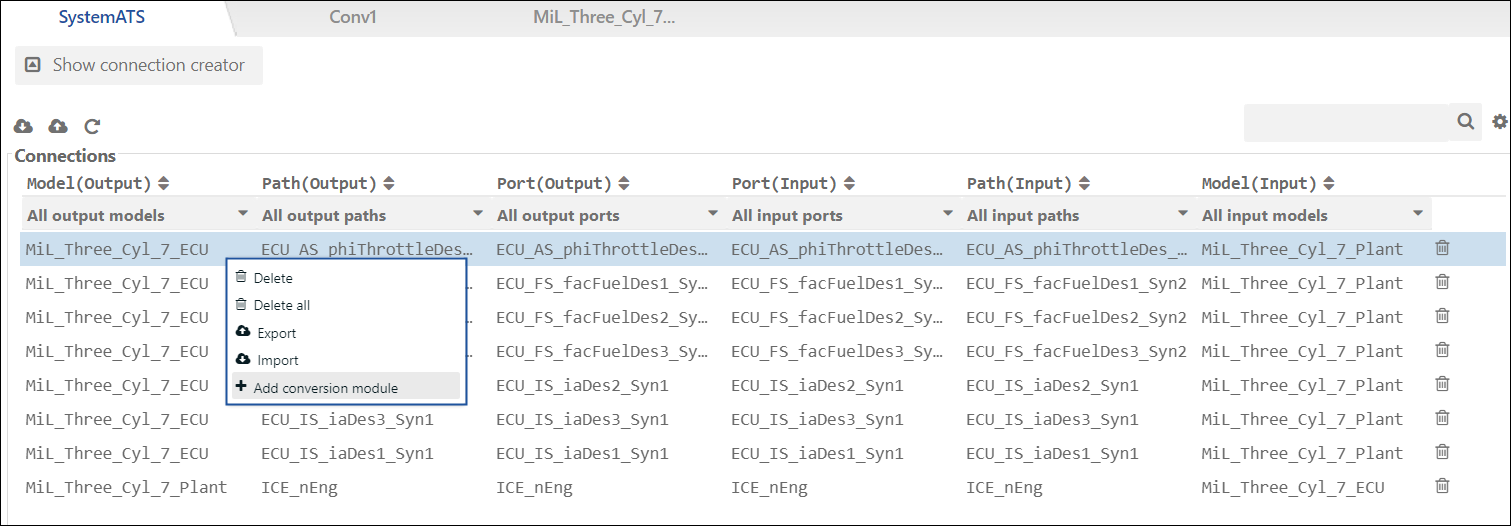 SystemATS Conv1 MiL_Three_Cyl_7...
Show connection creator
Connections
Model(Output) Path(Output) Port(Output) Port(Input) Path(Input) Model(Input)
All output models All output paths All output ports All input ports All input paths All input models
MiL_Three_Cyl_7_ECU ECU_AS_phiThrottleDes... ECU_AS_phiThrottleDes... ECU_AS_phiThrottleDes... ECU_AS_phiThrottleDes_... MiL_Three_Cyl_7_Plant
MiL_Three_Cyl_7_ECU ECU_FS_facFuelDes1_Sy... ECU_FS_facFuelDes1_Sy... ECU_FS_facFuelDes1_Syn2 MiL_Three_Cyl_7_Plant
MiL_Three_Cyl_7_ECU ECU_FS_facFuelDes2_Sy... ECU_FS_facFuelDes2_Sy... ECU_FS_facFuelDes2_Syn2 MiL_Three_Cyl_7_Plant
MiL_Three_Cyl_7_ECU ECU_FS_facFuelDes3_Sy... ECU_FS_facFuelDes3_Sy... ECU_FS_facFuelDes3_Syn2 MiL_Three_Cyl_7_Plant
MiL_Three_Cyl_7_ECU ECU_IS_iaDes2_Syn1 ECU_IS_iaDes2_Syn1 ECU_IS_iaDes2_Syn1 MiL_Three_Cyl_7_Plant
MiL_Three_Cyl_7_ECU ECU_IS_iaDes3_Syn1 ECU_IS_iaDes3_Syn1 ECU_IS_iaDes3_Syn1 ECU_IS_iaDes3_Syn1 MiL_Three_Cyl_7_Plant
MiL_Three_Cyl_7_ECU ECU_IS_iaDes1_Syn1 ECU_IS_iaDes1_Syn1 ECU_IS_iaDes1_Syn1 ECU_IS_iaDes1_Syn1 MiL_Three_Cyl_7_Plant
MiL_Three_Cyl_7_Plant ICE_nEng ICE_nEng ICE_nEng ICE_nEng MiL_Three_Cyl_7_ECU
Delete
Delete all
Export
Import
Add conversion module